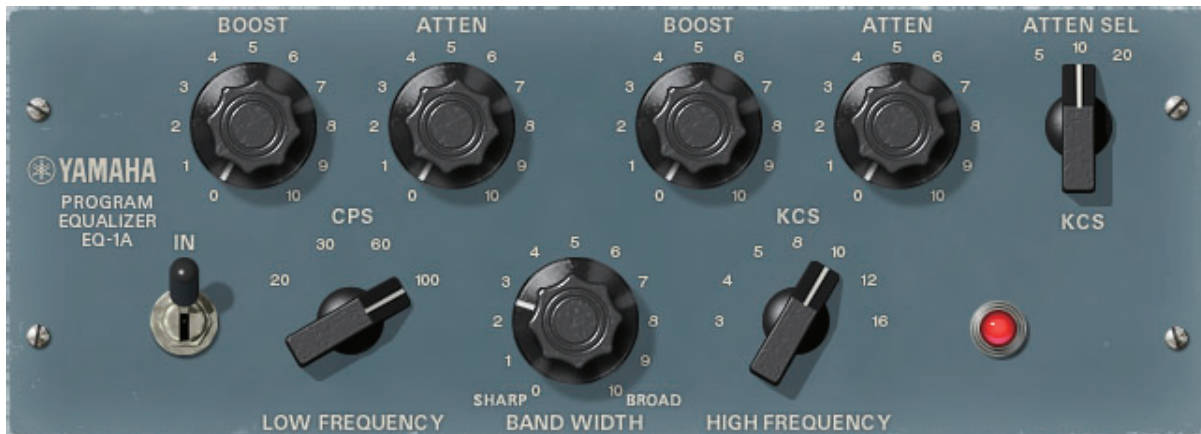 BOOST ATTEN BOOST ATTEN ATTEN SEL
0 1 2 3 4 5 6 7 8 9 10
0 1 2 3 4 5 6 7 8 9 10
0 1 2 3 4 5 6 7 8 9 10
0 1 2 3 4 5 6 7 8 9 10
5 10 20
KCS
YAMAHA
PROGRAM
EQUALIZER
EQ-1A
IN
CPS
20 30 60 100
LOW FREQUENCY
0 1 2 3 4 5 6 7 8 9 10
SHARP BROAD
BAND WIDTH
KCS
3 4 5 8 10 12 16
HIGH FREQUENCY